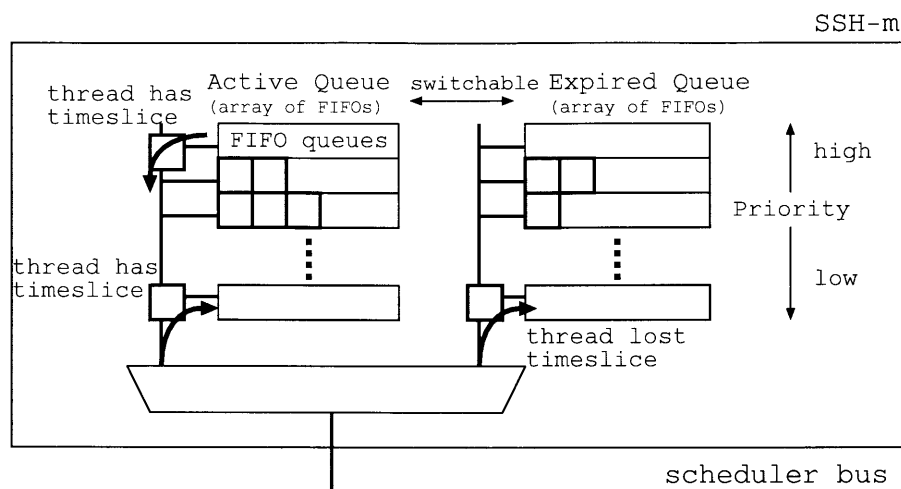 SSH-m
Active Queue
switchable
Expired Queue
(array of FIFOs)
(array of FIFOs)
thread has
timeslice
FIFO queues
high
Priority
low
thread has
timeslice
thread lost
timeslice
scheduler bus